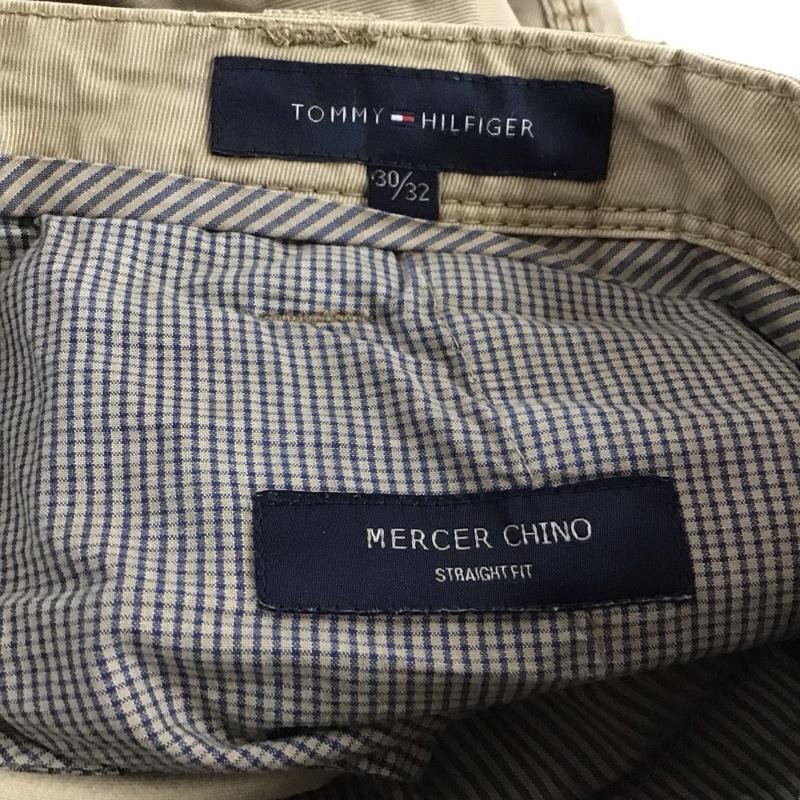 TOMMY HILFIGER
30/32
MERCER CHINO
STRAIGHT FIT